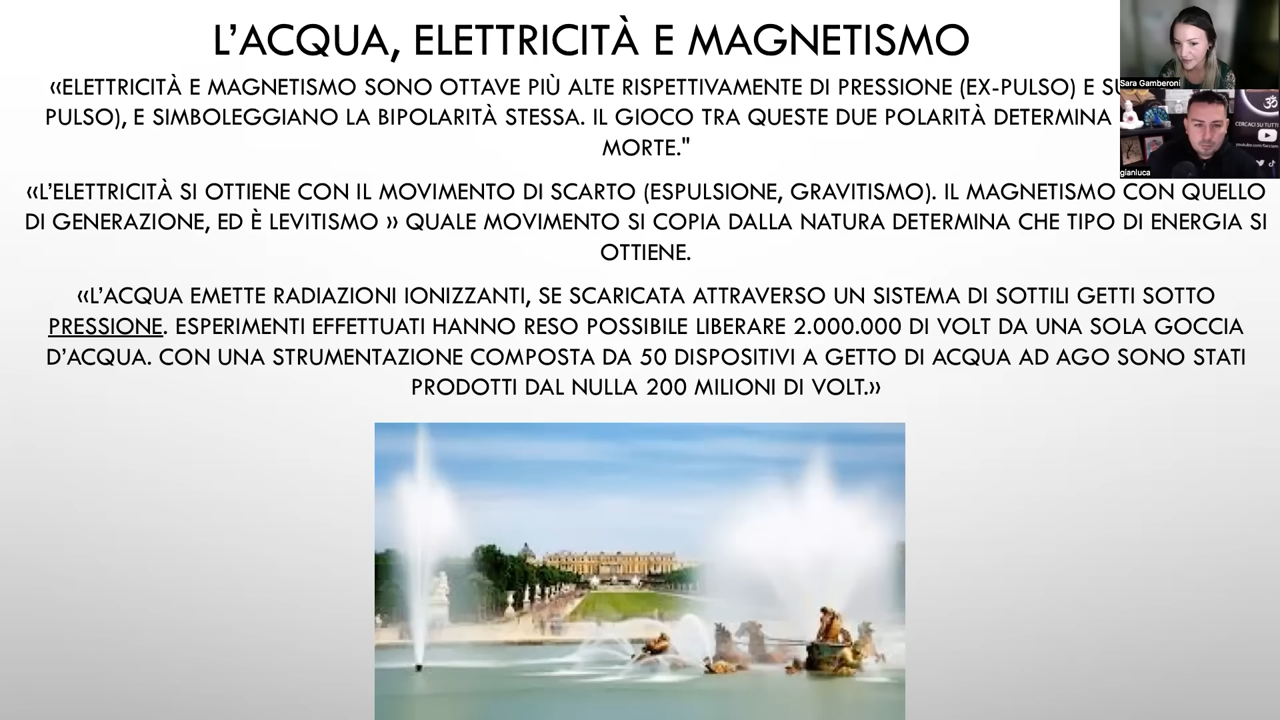 L'ACQUA, ELETTRICITÀ E MAGNETISMO
«ELETTRICITÀ E MAGNETISMO SONO OTTAVE PIÙ ALTE RISPETTIVAMENTE DI PRESSIONE (EX-PULSO) E
PULSO), E SIMBOLEGGIANO LA BIPOLARITÀ STESSA. IL GIOCO TRA QUESTE DUE POLARITÀ DETERMINA
MORTE."
«L'ELETTRICITÀ SI OTTIENE CON IL MOVIMENTO DI SCARTO (ESPULSIONE, GRAVITISMO). IL MAGNETISMO CON QUELLO
DI GENERAZIONE, ED È LEVITISMO » QUALE MOVIMENTO SI COPIA DALLA NATURA DETERMINA CHE TIPO DI ENERGIA SI
OTTIENE.
«L'ACQUA EMETTE RADIAZIONI IONIZZANTI, SE SCARICATA ATTRAVERSO UN SISTEMA DI SOTTILI GETTI SOTTO
PRESSIONE. ESPERIMENTI EFFETTUATI HANNO RESO POSSIBILE LIBERARE 2.000.000 DI VOLT DA UNA SOLA GOCCIA
D'ACQUA. CON UNA STRUMENTAZIONE COMPOSTA DA 50 DISPOSITIVI A GETTO DI ACQUA AD AGO SONO STATI
PRODOTTI DAL NULLA 200 MILIONI DI VOLT.»
Sara Gamberoni
CERCACI SU TUTTI
gianluca